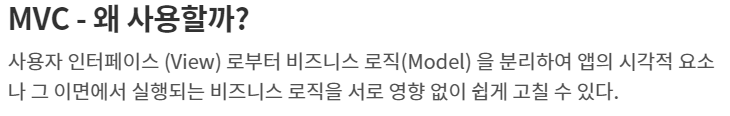 MVC - 왜 사용할까?
사용자 인터페이스 (View) 로부터 비즈니스 로직(Model) 을 분리하여 앱의 시각적 요소
나 그 이면에서 실행되는 비즈니스 로직을 서로 영향 없이 쉽게 고칠 수 있다.